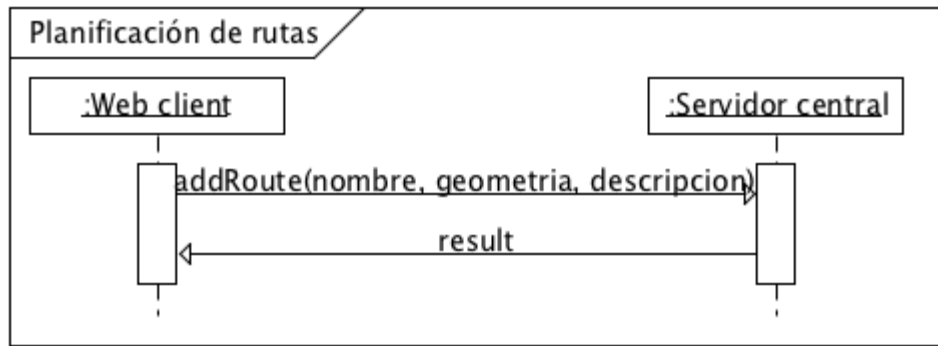 Planificación de rutas
:Web client
:Servidor central
addRoute(nombre, geometria, descripcion)
result